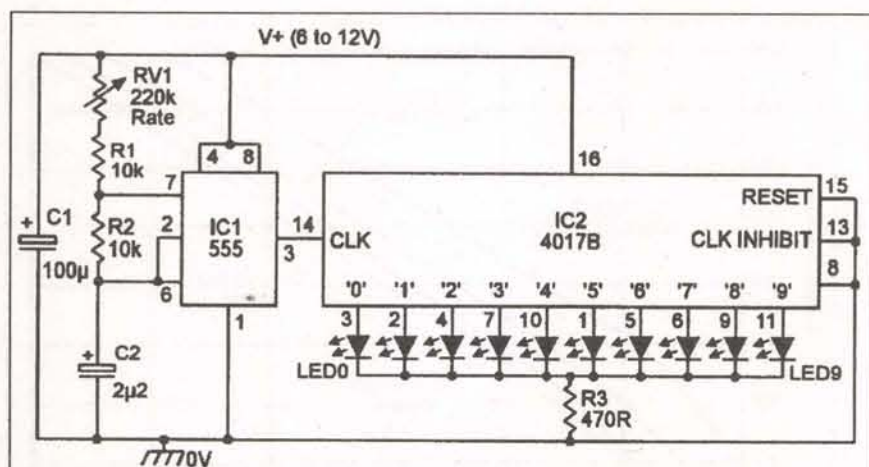 V+ (6 to 12V)
RV1
220k
Rate
R1
10k
R2
10k
C1
+
100µ
C2
+
2µ2
4 8
7
2
6
IC1
555
1
3
14
16
CLK
IC2
4017B
RESET
CLK INHIBIT
15
13
8
'0' '1' '2' '3' '4' '5' '6' '7' '8' '9'
3 2 4 7 10 1 5 6 9 11
LED0
LED9
R3
470R
0V